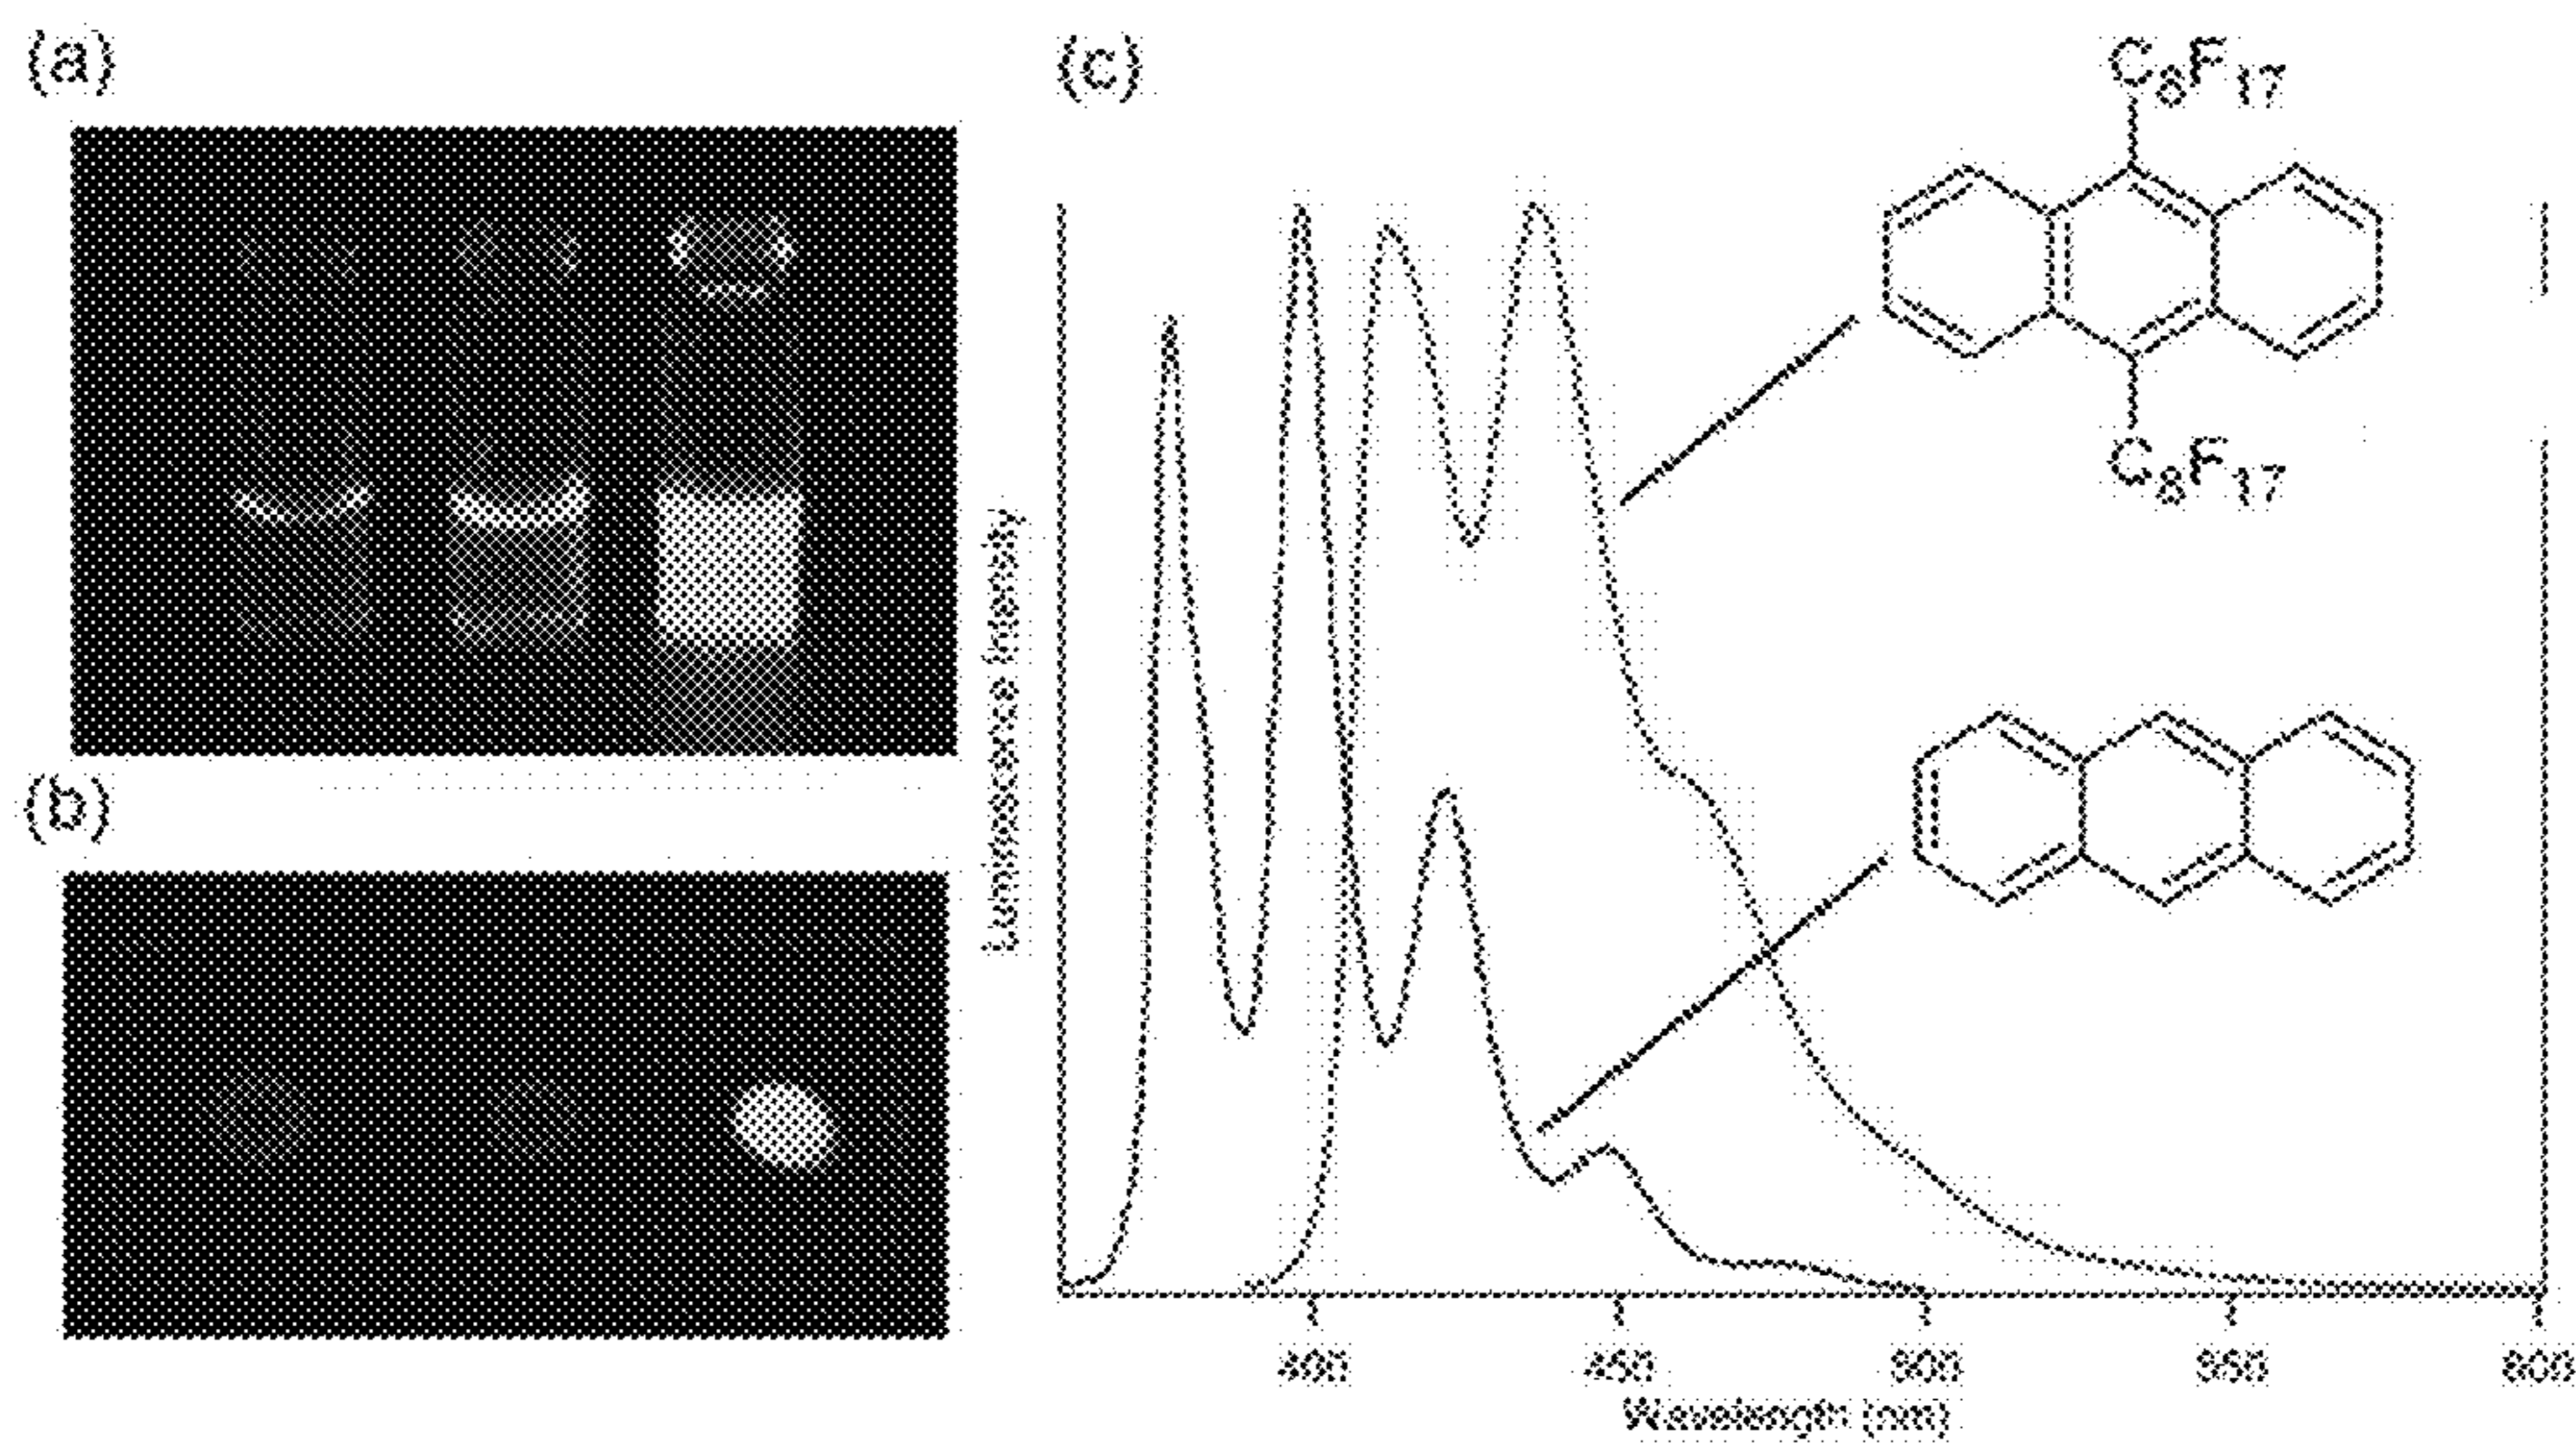 (a)
(c)
C8F17
C8F17
(b)
Luminescence Intensity
400 450 500 550 600
Wavelength (nm)